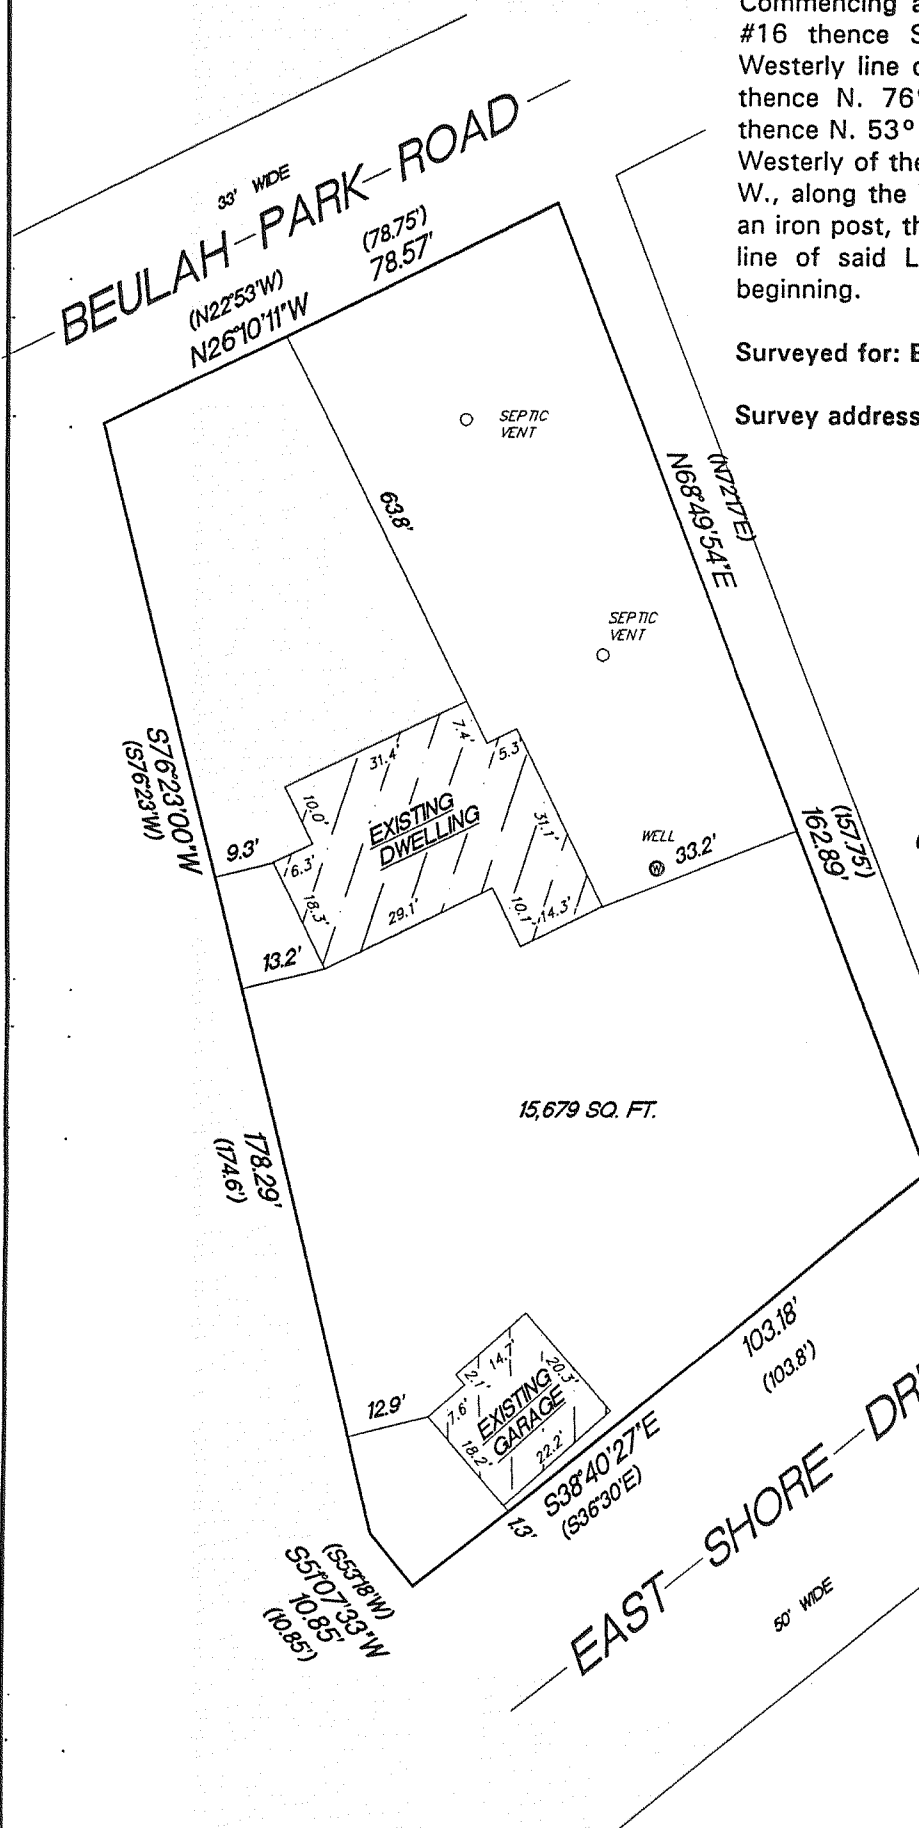 Commencing a
#16 thence S
Westerly line o
thence N. 76°
thence N. 53°
Westerly of the
W., along the
an iron post, th
line of said L
beginning.
Surveyed for: E
Survey address
33' WIDE
BEULAH PARK ROAD
(78.75')
78.57'
(N22°53'W)
N26°10'11"W
SEPTIC
VENT
63.8'
(N72°17'E)
N68°49'54"E
SEPTIC
VENT
S76°23'00"W
(S76°23'W)
31.4'
7.4'
5.3'
10.0'
EXISTING
DWELLING
31.1'
(157.75')
162.89'
WELL
W
33.2'
9.3'
6.3'
18.3'
29.1'
10.1'
14.3'
13.2'
15,679 SQ. FT.
178.29'
(174.6')
103.18'
(103.8')
12.9'
7.6'
2.1'
14.7'
20.3'
EXISTING
GARAGE
18.2'
22.2'
1.3'
S38°40'27"E
(S36°30'E)
(S53°18'W)
S51°07'33"W
10.85'
(10.85')
EAST SHORE DRI
50' WIDE